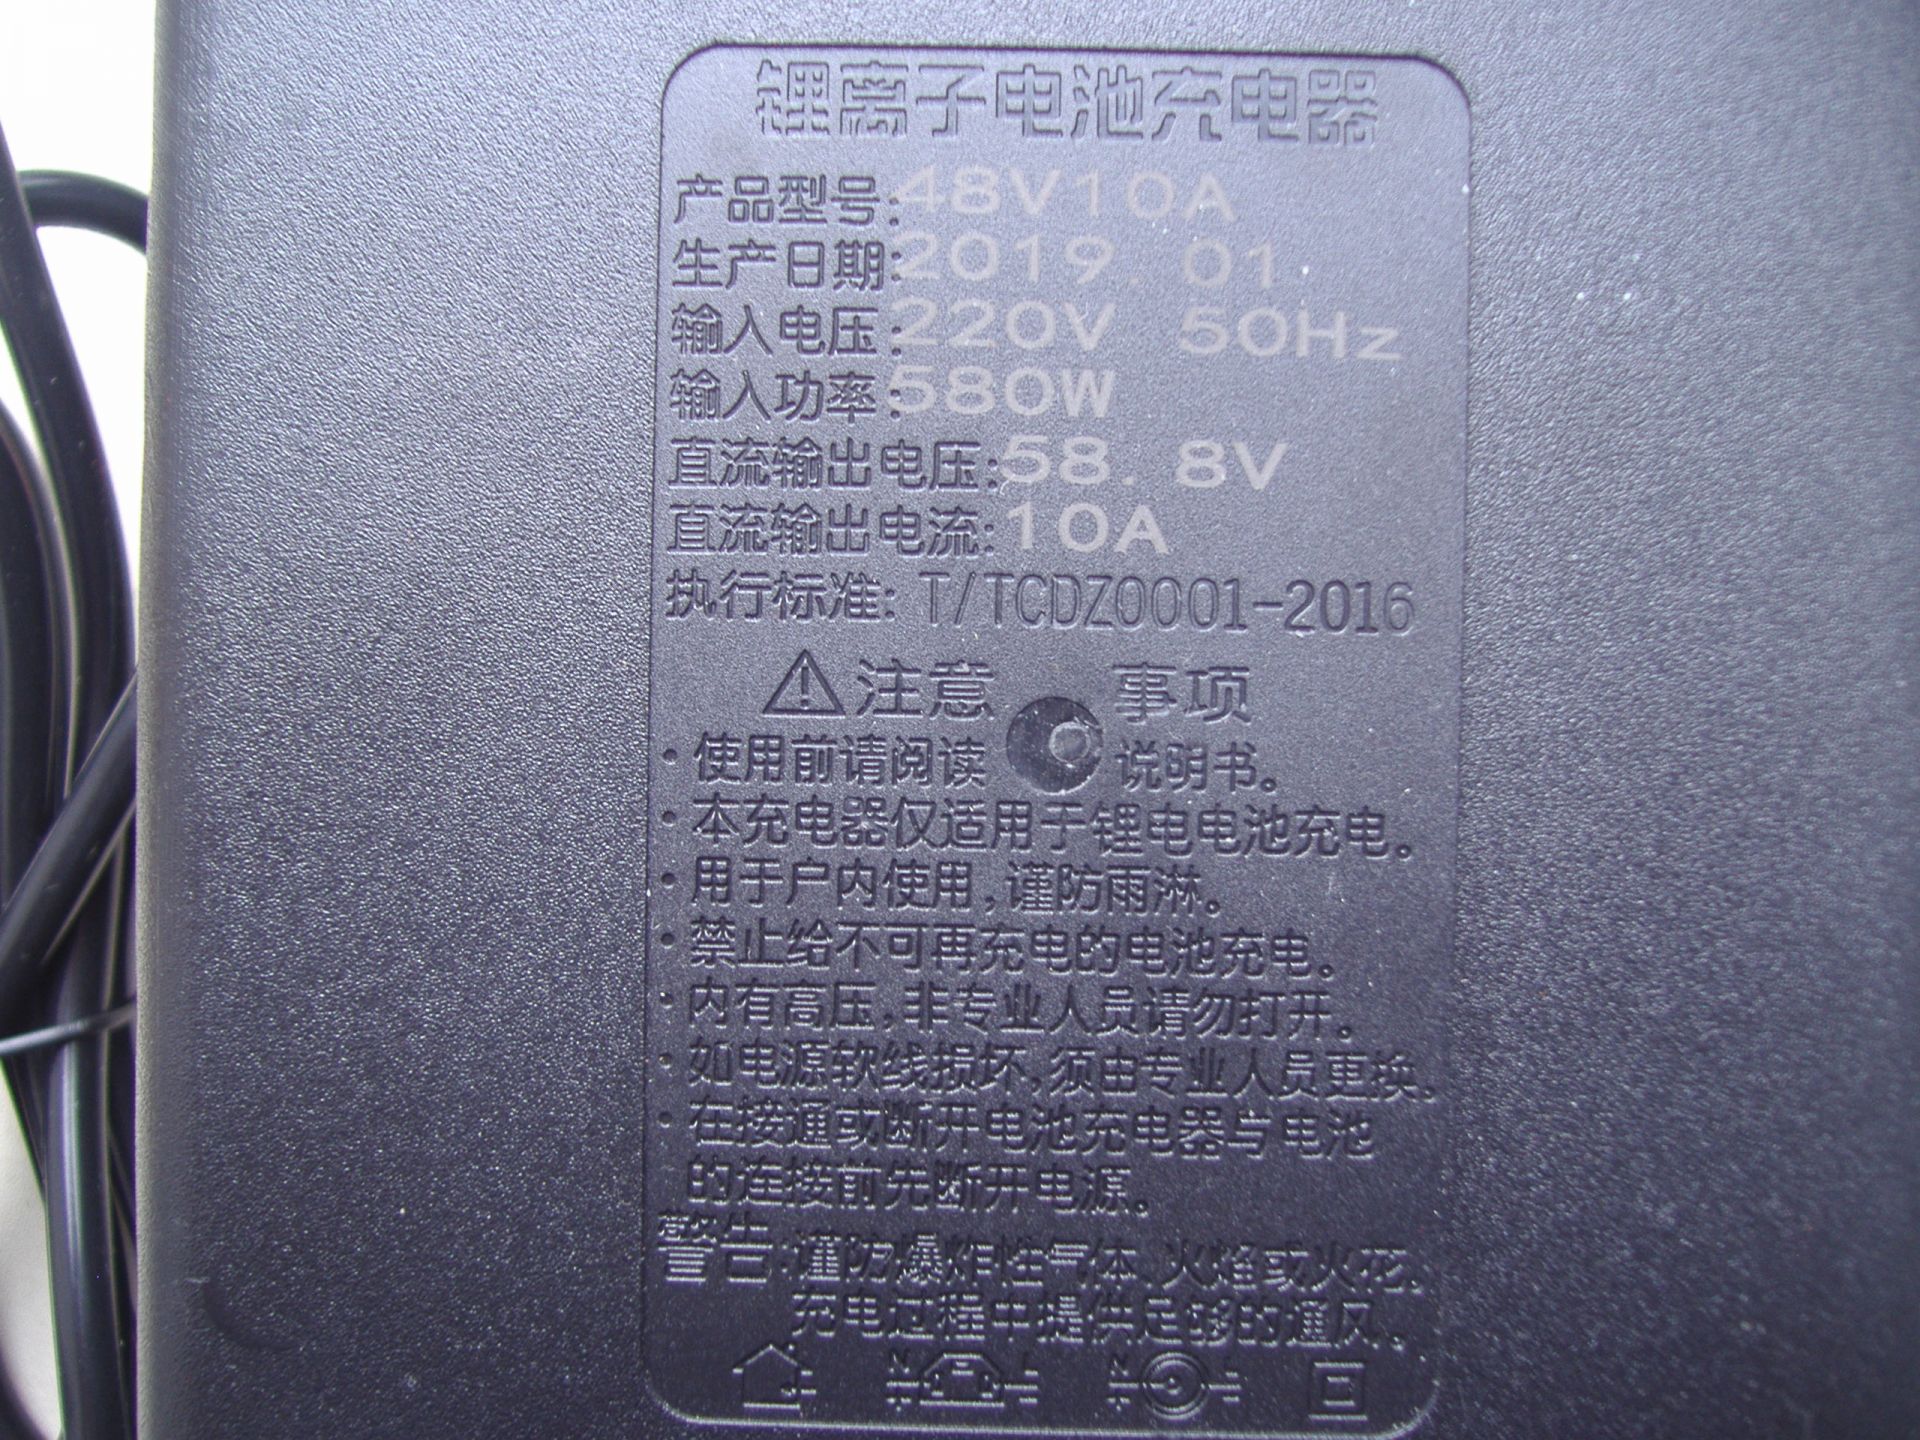 锂离子电池充电器
产品型号:48V10A
生产日期:2019.01
输入电压:220V 50Hz
输入功率:580W
直流输出电压:58.8V
直流输出电流:10A
执行标准: T/TCDZ0001-2016
注意事项
·使用前请阅读说明书。
·本充电器仅适用于锂电电池充电。
·用于户内使用,谨防雨淋。
·禁止给不可再充电的电池充电。
·内有高压,非专业人员请勿打开。
·如电源软线损坏,须由专业人员更换.
·在接通或断开电池充电器与电池
的连接前先断开电源。
警告:谨防爆炸性气体、火焰或火花,
充电过程中提供足够的通风。